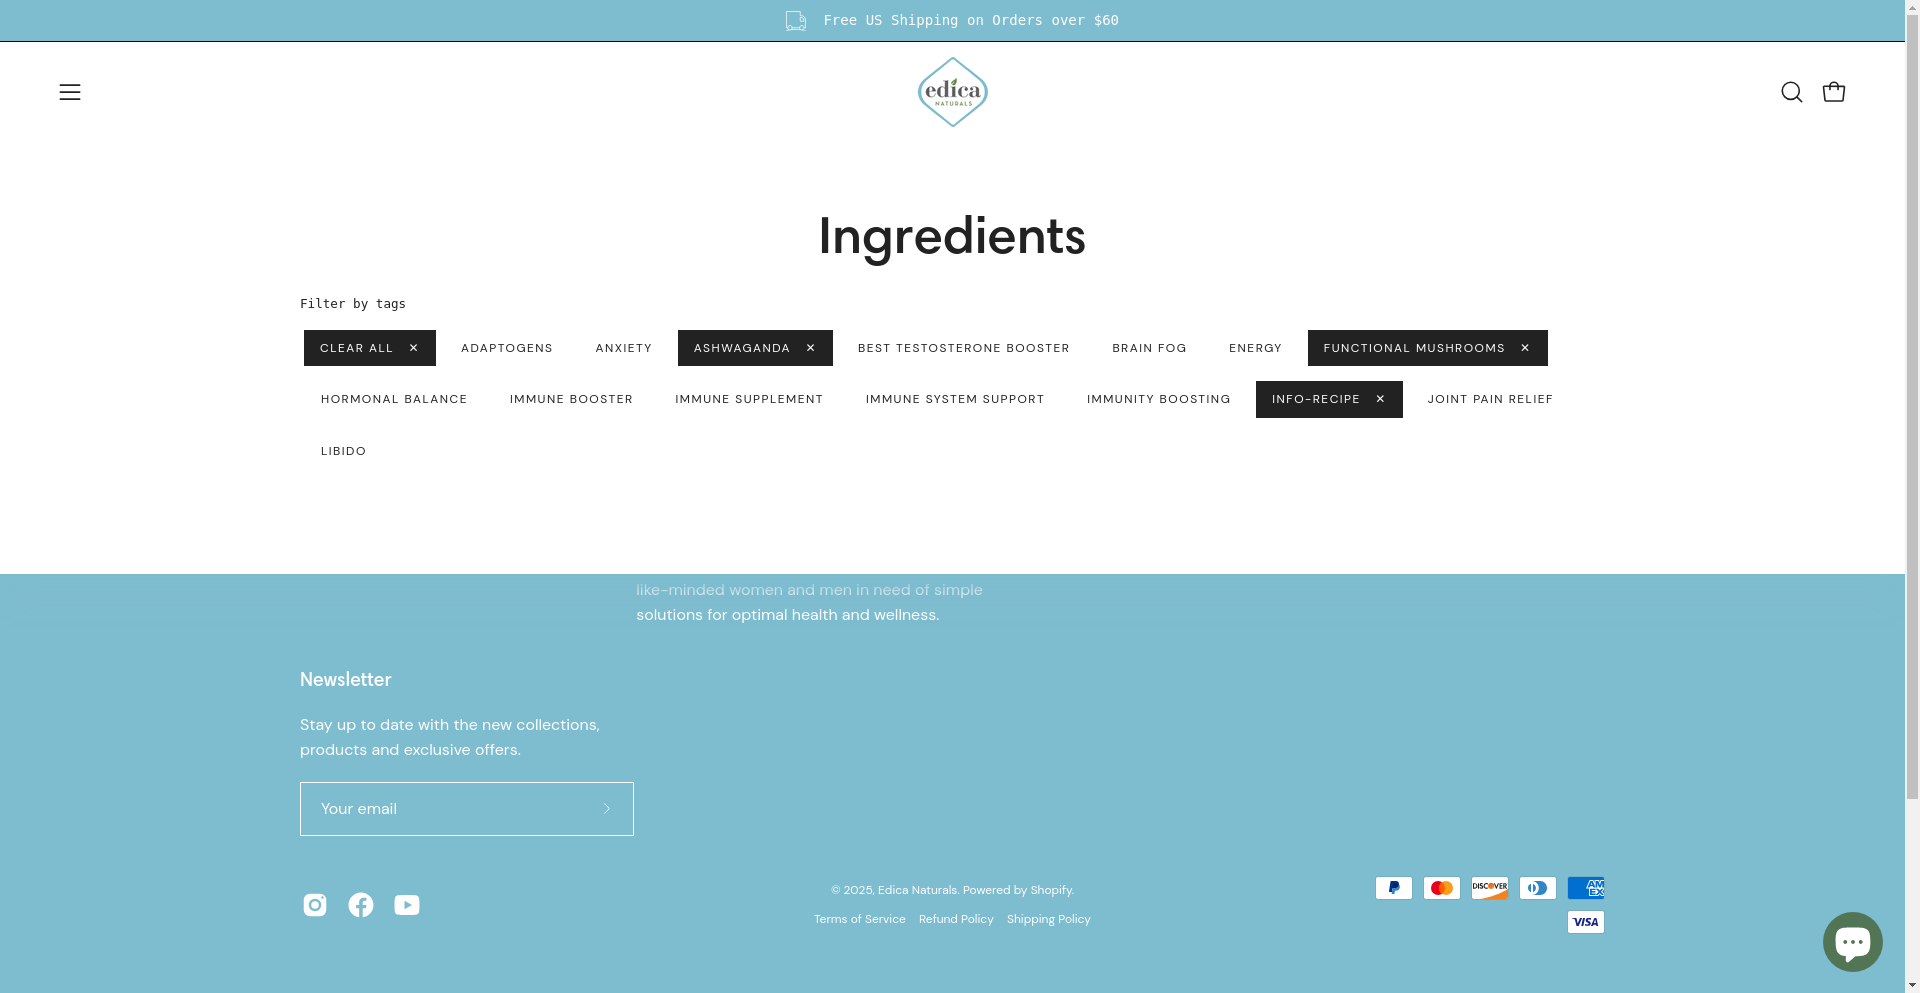 Free US Shipping on Orders over $60
edica
NATURALS
Ingredients
Filter by tags
CLEAR ALL ✕ ADAPTOGENS ANXIETY ASHWAGANDA ✕ BEST TESTOSTERONE BOOSTER BRAIN FOG ENERGY FUNCTIONAL MUSHROOMS ✕
HORMONAL BALANCE IMMUNE BOOSTER IMMUNE SUPPLEMENT IMMUNE SYSTEM SUPPORT IMMUNITY BOOSTING INFO-RECIPE ✕ JOINT PAIN RELIEF
LIBIDO
like-minded women and men in need of simple
solutions for optimal health and wellness.
Newsletter
Stay up to date with the new collections,
products and exclusive offers.
Your email
© 2025, Edica Naturals. Powered by Shopify.
Terms of Service Refund Policy Shipping Policy
DISCOVER
AM
EX
VISA